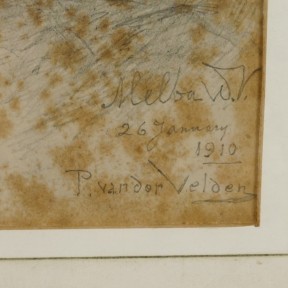 Melba V.V.
26 January
1910
P. van der Velden